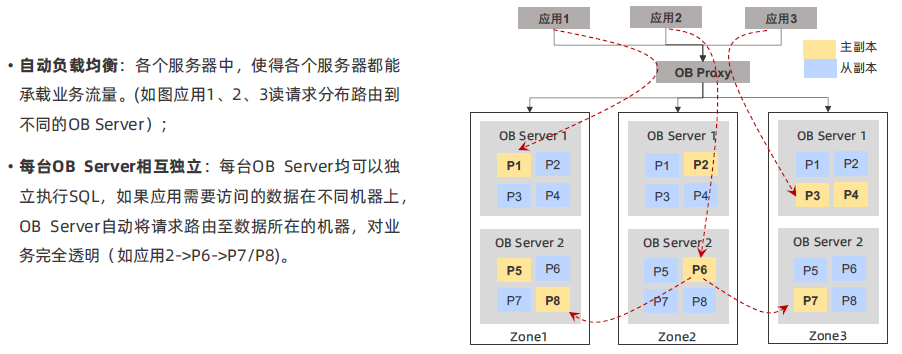 • 自动负载均衡：各个服务器中，使得各个服务器都能
承载业务流量。(如图应用1、2、3读请求分布路由到
不同的OB Server）；
• 每台OB Server相互独立：每台OB Server均可以独
立执行SQL，如果应用需要访问的数据在不同机器上，
OB Server自动将请求路由至数据所在的机器，对业
务完全透明（如应用2->P6->P7/P8)。
应用1
应用2
应用3
主副本
从副本
OB Proxy
OB Server 1
P1 P2
P3 P4
OB Server 2
P5 P6
P7 P8
Zone1
OB Server 1
P1 P2
P3 P4
OB Server 2
P5 P6
P7 P8
Zone2
OB Server 1
P1 P2
P3 P4
OB Server 2
P5 P6
P7 P8
Zone3